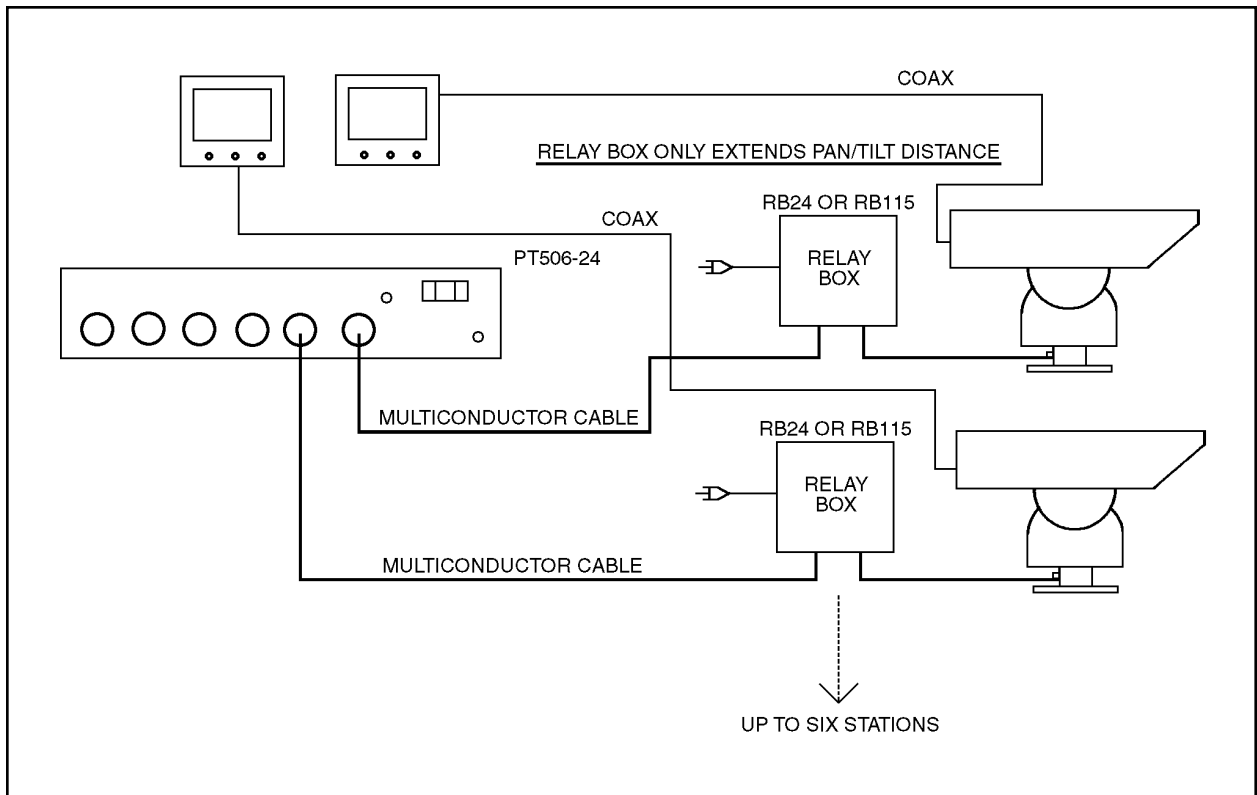 COAX
RELAY BOX ONLY EXTENDS PAN/TILT DISTANCE
RB24 OR RB115
COAX
PT506-24
RELAY
BOX
MULTICONDUCTOR CABLE
RB24 OR RB115
RELAY
BOX
MULTICONDUCTOR CABLE
UP TO SIX STATIONS